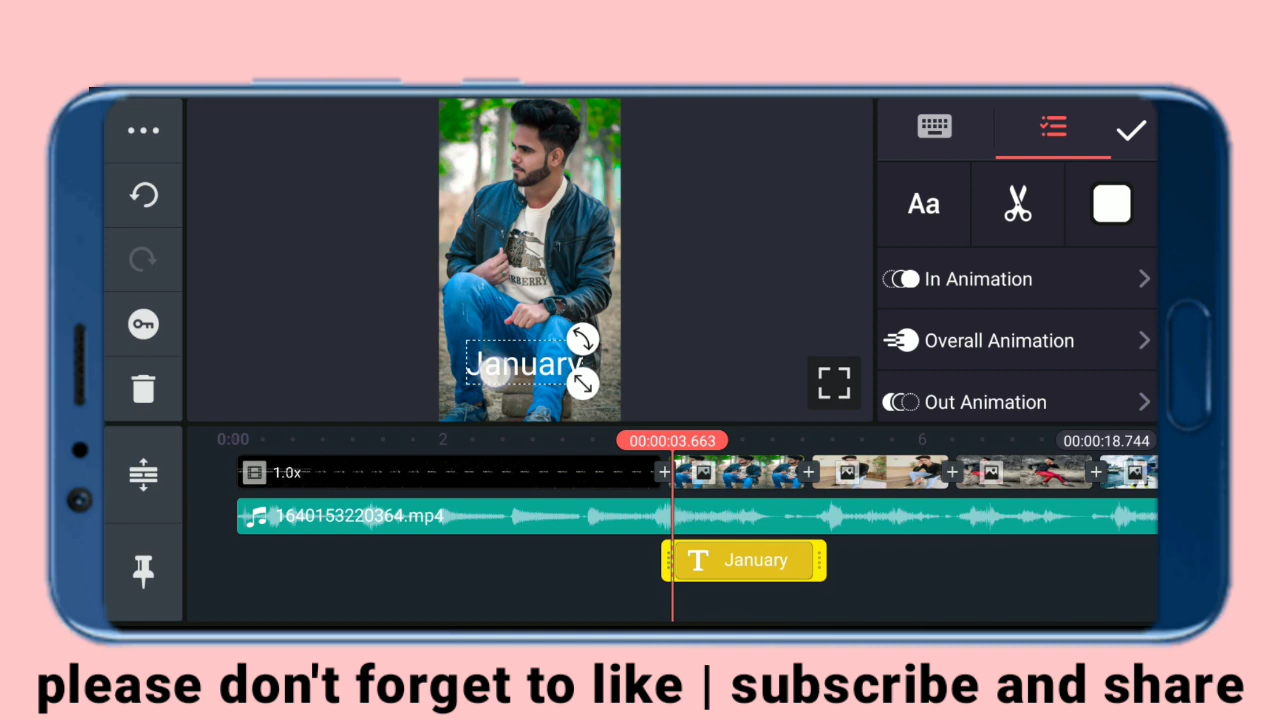 Aa
In Animation
Overall Animation
Out Animation
BERRY
January
0:00
2
00:00:03.663
6
00:00:18.744
1.0x
1640153220364.mp4
T January
please don't forget to like | subscribe and share